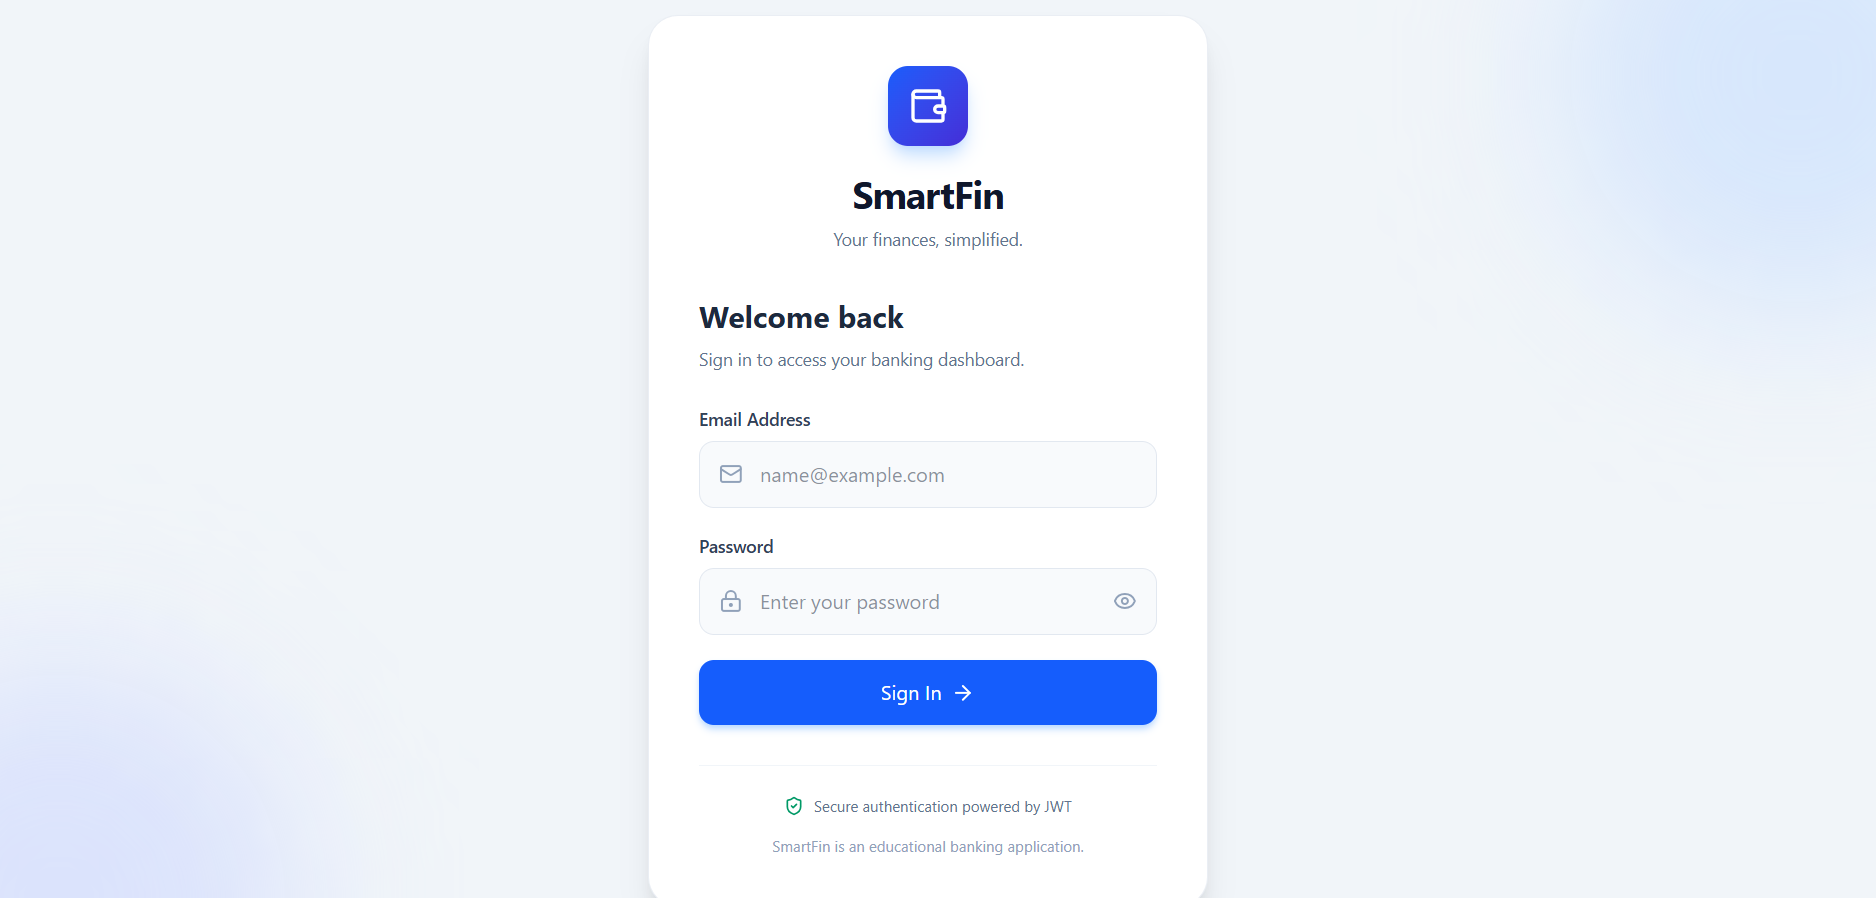 SmartFin
Your finances, simplified.
Welcome back
Sign in to access your banking dashboard.
Email Address
name@example.com
Password
Enter your password
Sign In
Secure authentication powered by JWT
SmartFin is an educational banking application.